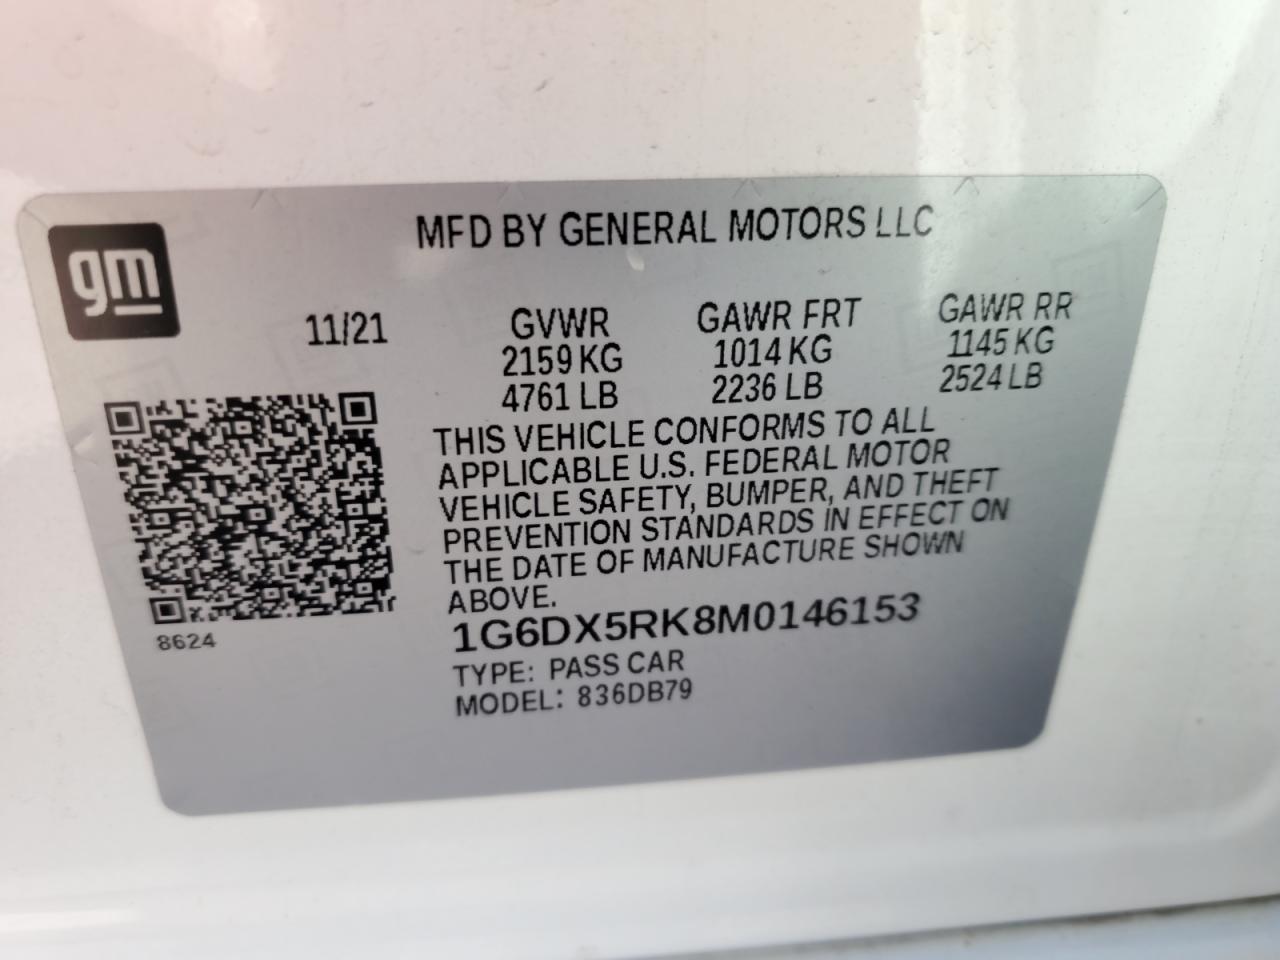 gm
MFD BY GENERAL MOTORS LLC
11/21 GVWR GAWR FRT GAWR RR
2159 KG 1014 KG 1145 KG
4761 LB 2236 LB 2524 LB
THIS VEHICLE CONFORMS TO ALL
APPLICABLE U.S. FEDERAL MOTOR
VEHICLE SAFETY, BUMPER, AND THEFT
PREVENTION STANDARDS IN EFFECT ON
THE DATE OF MANUFACTURE SHOWN
ABOVE.
8624
1G6DX5RK8M0146153
TYPE: PASS CAR
MODEL: 836DB79